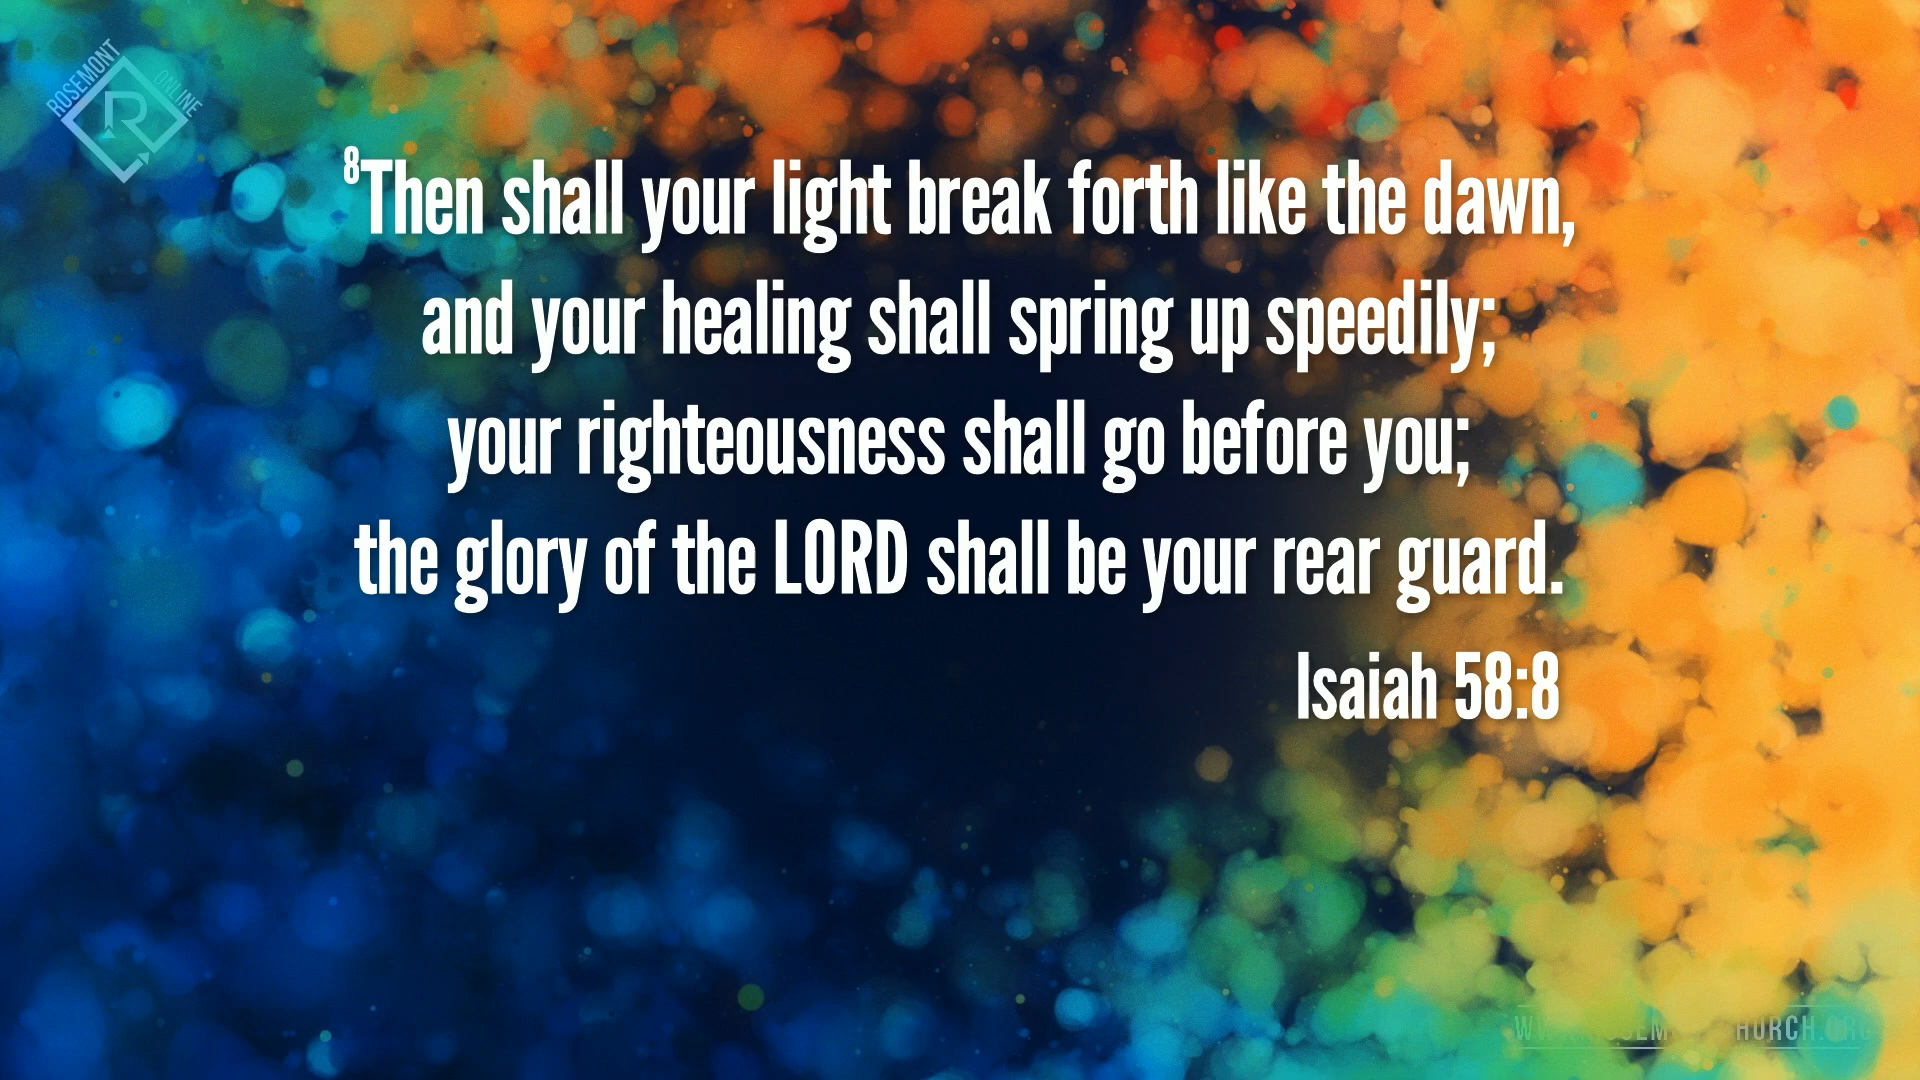 ROSEMONT
ONLINE
R
8Then shall your light break forth like the dawn,
and your healing shall spring up speedily;
your righteousness shall go before you;
the glory of the LORD shall be your rear guard.
Isaiah 58:8